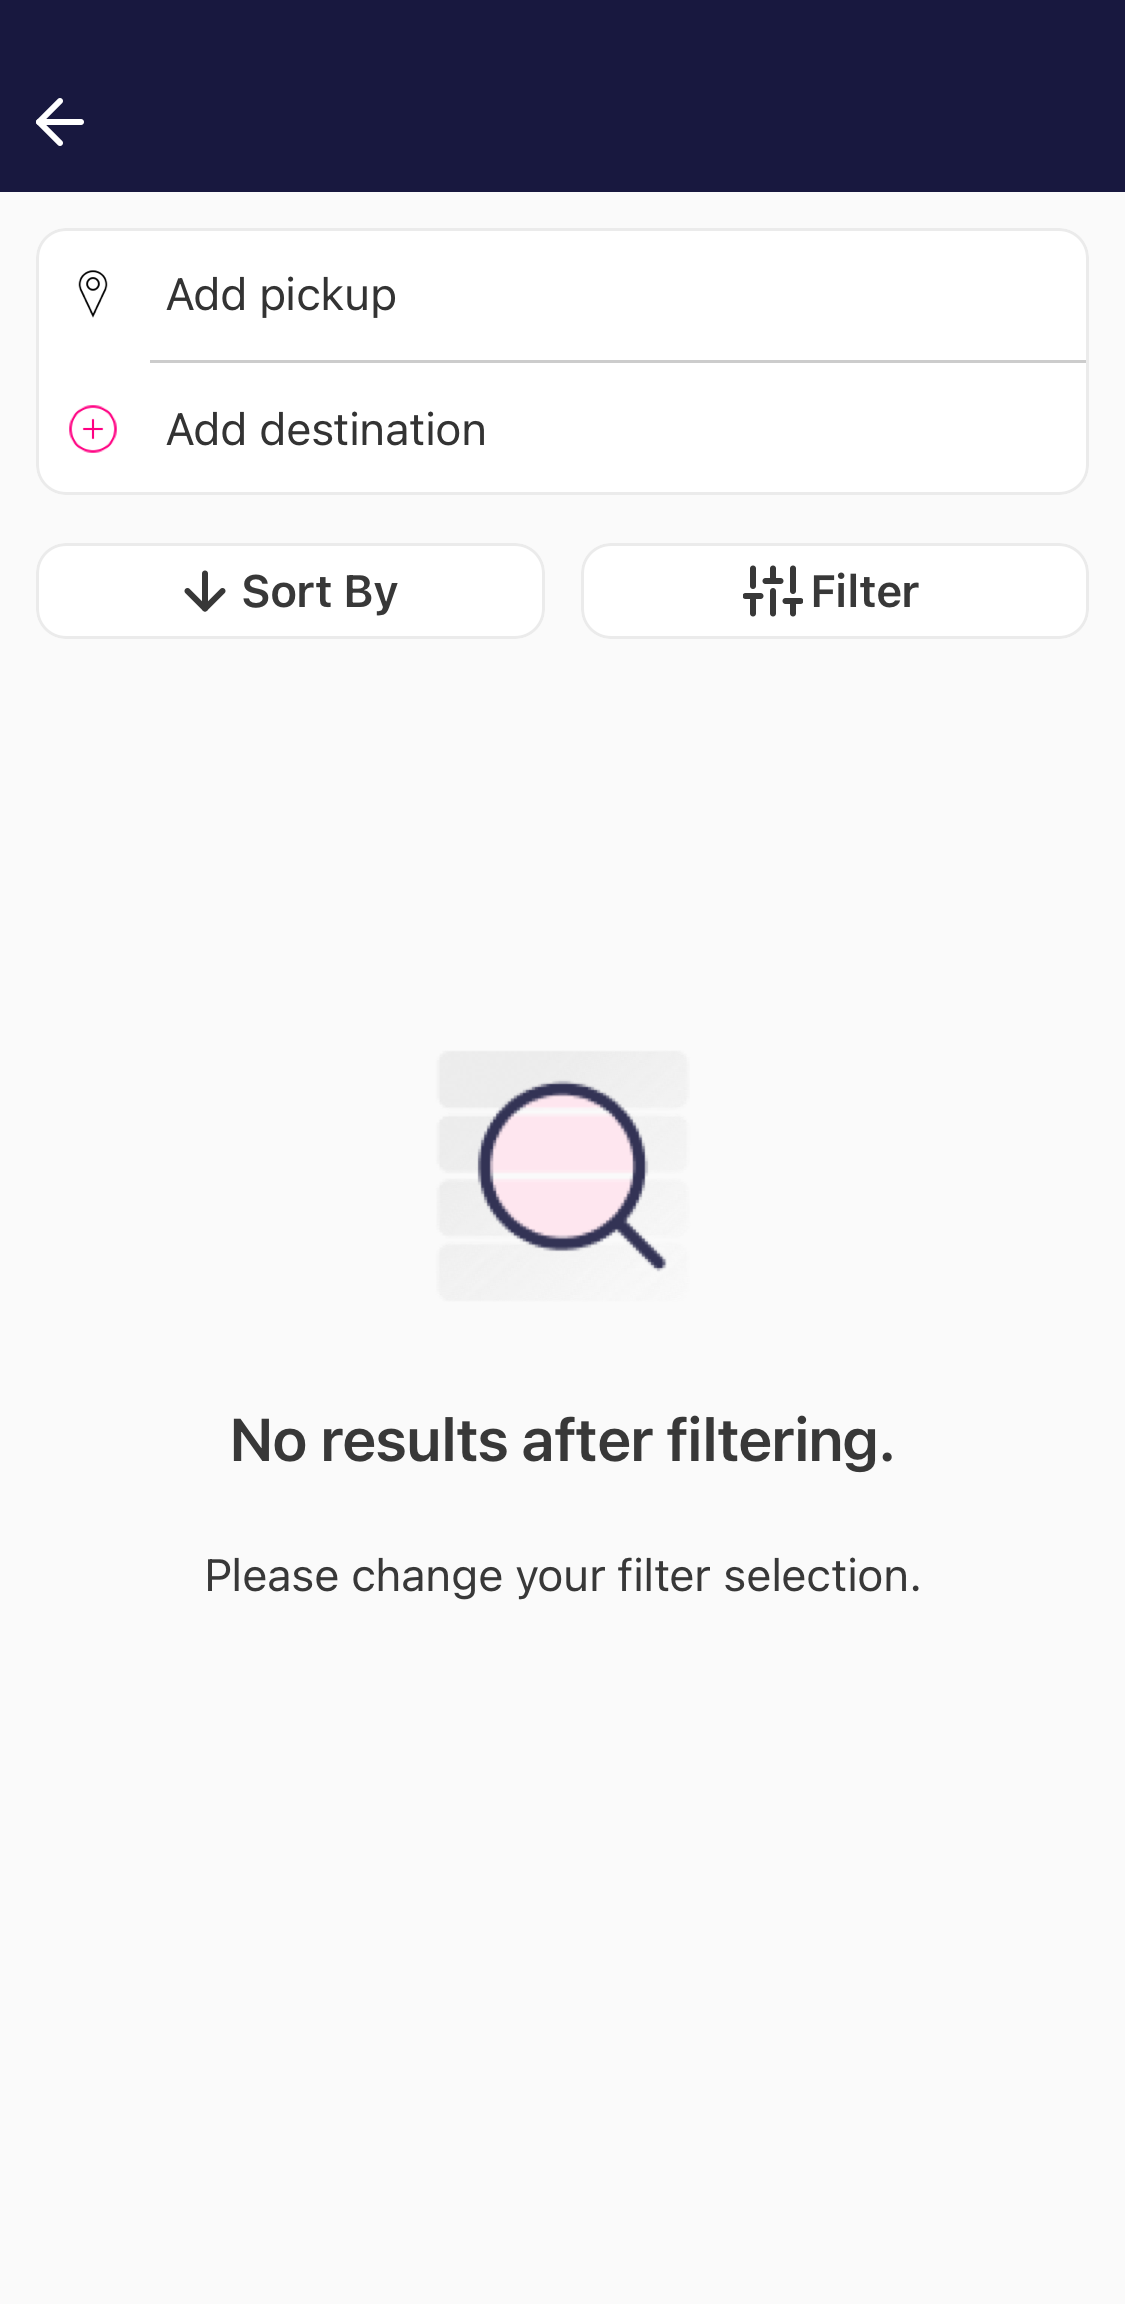 Add pickup
Add destination
Sort By
Filter
No results after filtering.
Please change your filter selection.